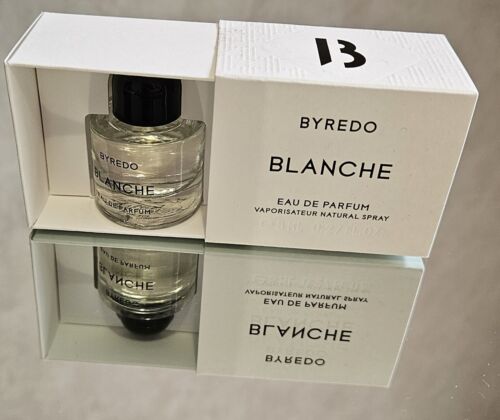 B
BYREDO
BLANCHE
EAU DE PARFUM
VAPORISATEUR NATURAL SPRAY
BYREDO
BLANCHE
EAU DE PARFUM